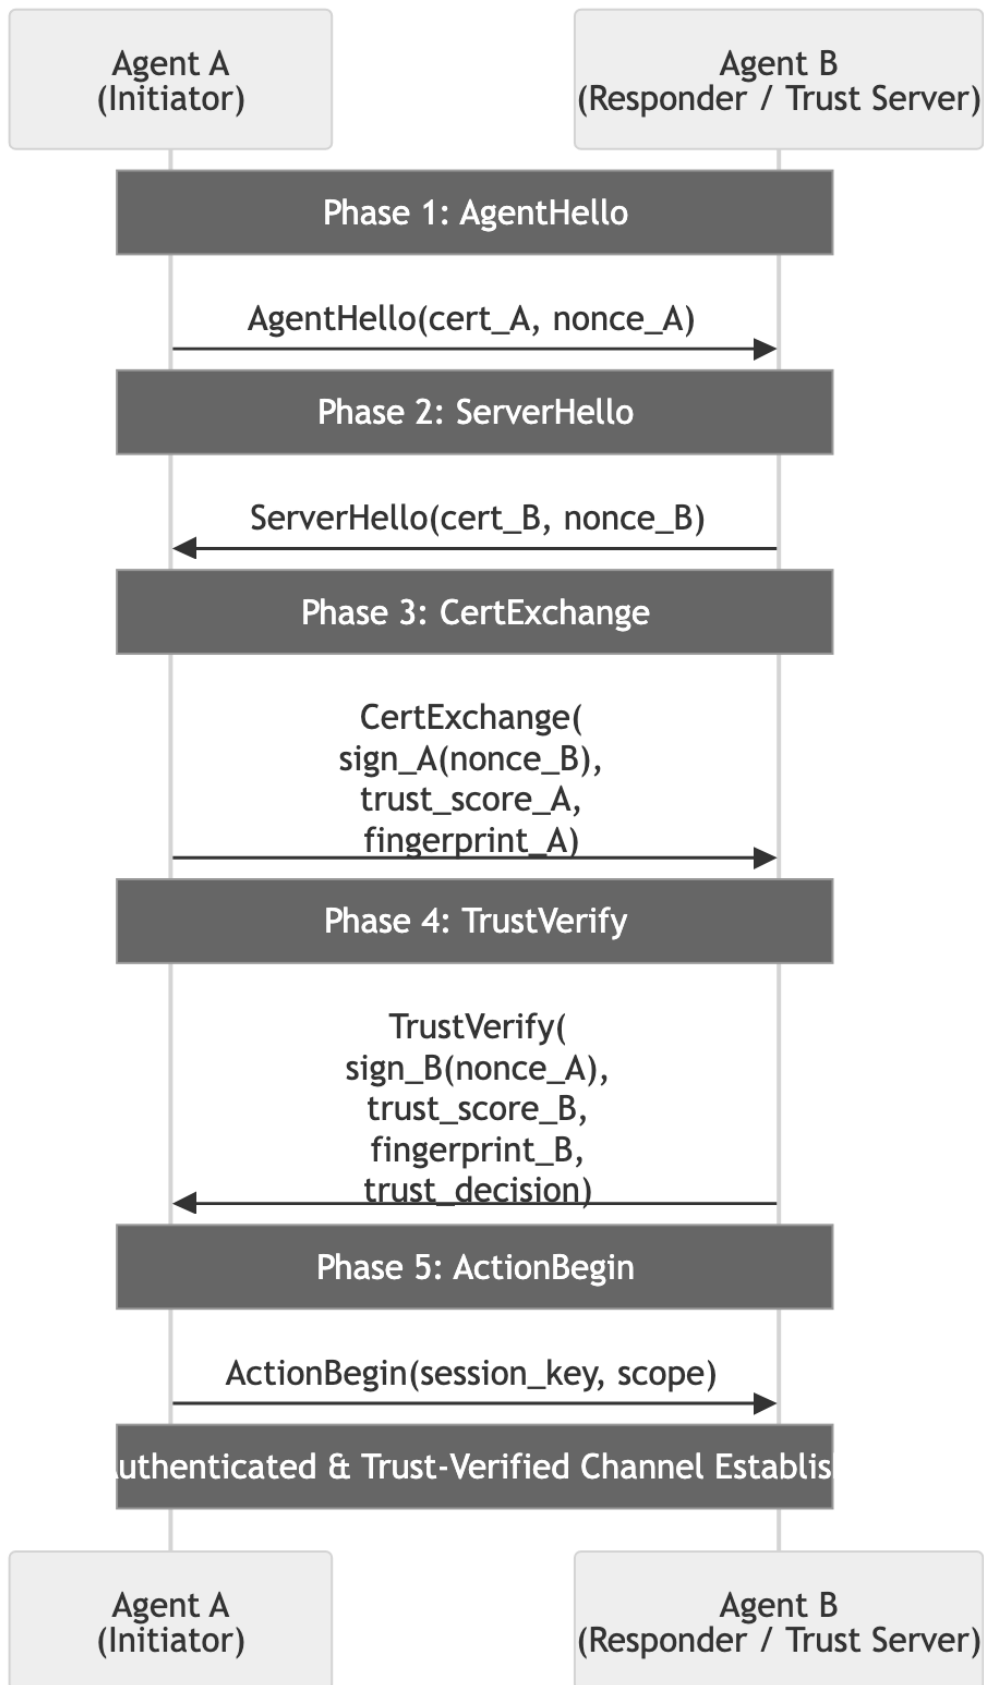 Agent A
(Initiator)
Agent B
(Responder / Trust Server)
Phase 1: AgentHello
AgentHello(cert_A, nonce_A)
Phase 2: ServerHello
ServerHello(cert_B, nonce_B)
Phase 3: CertExchange
CertExchange(
sign_A(nonce_B),
trust_score_A,
fingerprint_A)
Phase 4: TrustVerify
TrustVerify(
sign_B(nonce_A),
trust_score_B,
fingerprint_B,
trust_decision)
Phase 5: ActionBegin
ActionBegin(session_key, scope)
uthenticated & Trust-Verified Channel Establis
Agent A
(Initiator)
Agent B
(Responder / Trust Server)